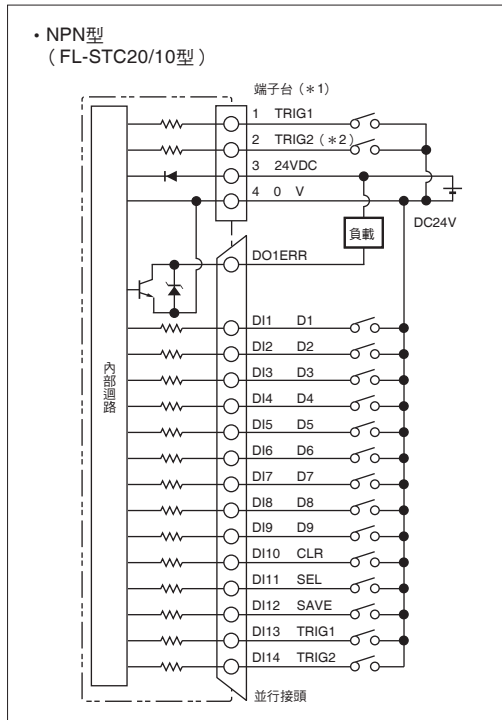 ・NPN型
（FL-STC20/10型）
端子台（＊1）
1 TRIG1
2 TRIG2（＊2）
3 24VDC
4 0 V
DC24V
負載
DO1ERR
內部迴路
DI1 D1
DI2 D2
DI3 D3
DI4 D4
DI5 D5
DI6 D6
DI7 D7
DI8 D8
DI9 D9
DI10 CLR
DI11 SEL
DI12 SAVE
DI13 TRIG1
DI14 TRIG2
並行接頭